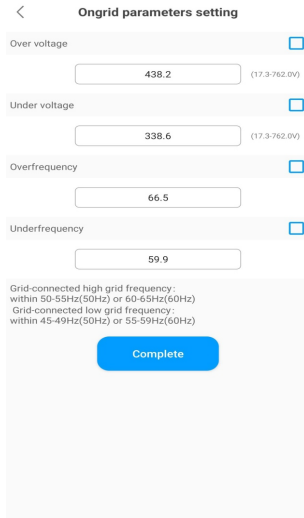 Ongrid parameters setting
Over voltage
438.2 (17.3-762.0V)
Under voltage
338.6 (17.3-762.0V)
Overfrequency
66.5
Underfrequency
59.9
Grid-connected high grid frequency:
within 50-55Hz(50Hz) or 60-65Hz(60Hz)
Grid-connected low grid frequency:
within 45-49Hz(50Hz) or 55-59Hz(60Hz)
Complete